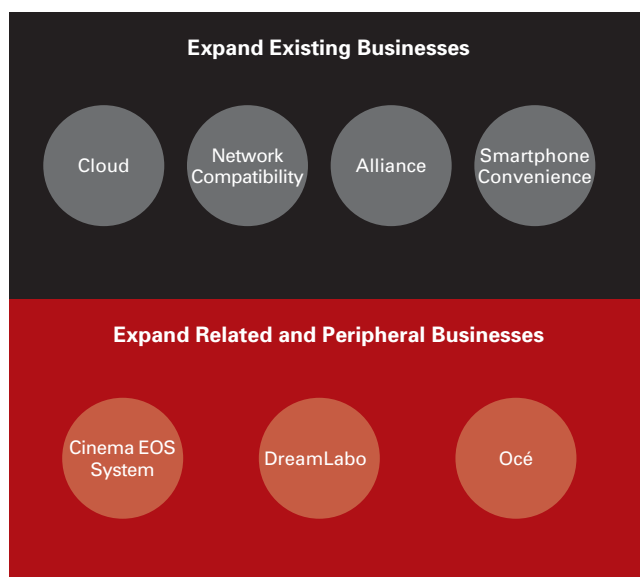 Expand Existing Businesses
Cloud
Network
Compatibility
Alliance
Smartphone
Convenience
Expand Related and Peripheral Businesses
Cinema EOS
System
DreamLabo
Océ